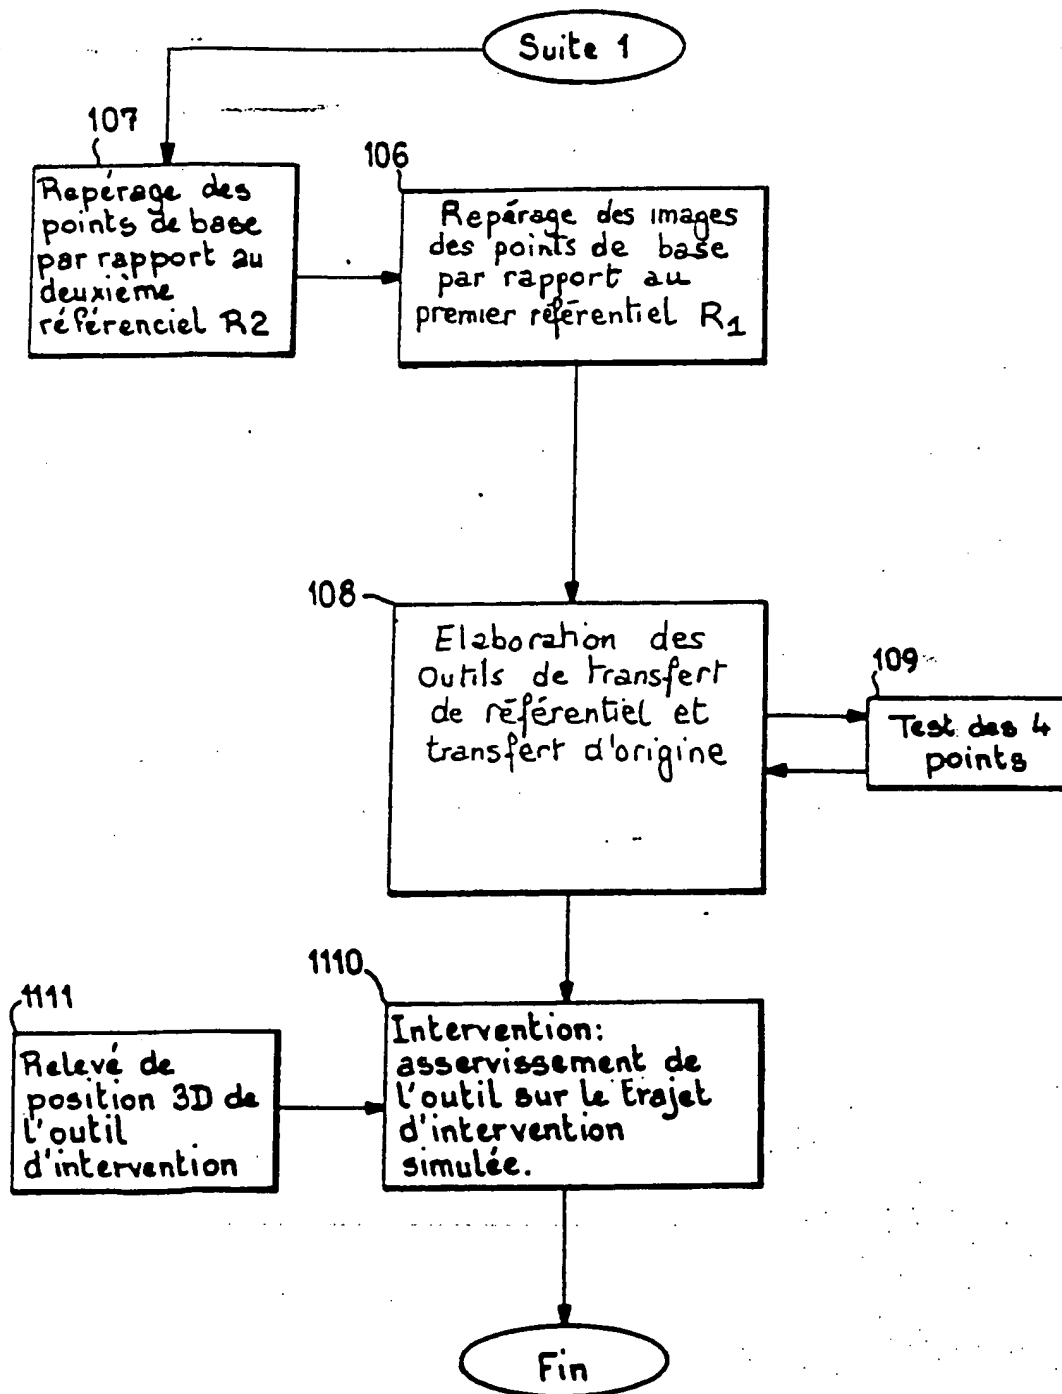 Suite 1
107
Repérage des
points de base
par rapport au
deuxième
référenciel R2
106
Repérage des images
des points de base
par rapport au
premier référentiel R1
108
Elaboration des
Outils de transfert
de référentiel et
transfert d'origine
109
Test des 4
points
1110
Intervention:
asservissement de
l'outil sur le trajet
d'intervention
simulée.
1111
Relevé de
position 3D de
l'outil
d'intervention
Fin